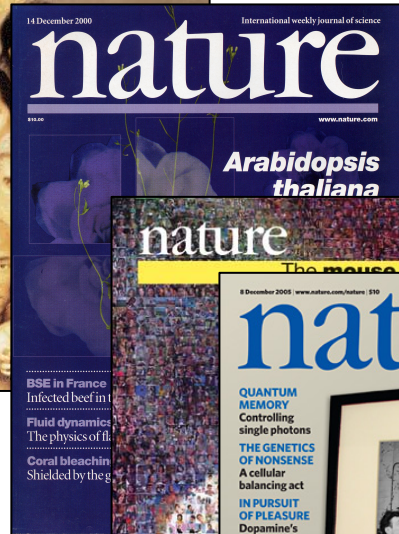 14 December 2000
International weekly journal of science
nature
$10.00
www.nature.com
Arabidopsis
thaliana
BSE in France
Infected beef in t
Fluid dynamics
The physics of fla
Coral bleachin
Shielded by the g
nature
The mouse
8 December 2005 | www.nature.com/nature | $10
nat
QUANTUM
MEMORY
Controlling
single photons
THE GENETICS
OF NONSENSE
A cellular
balancing act
IN PURSUIT
OF PLEASURE
Dopamine's